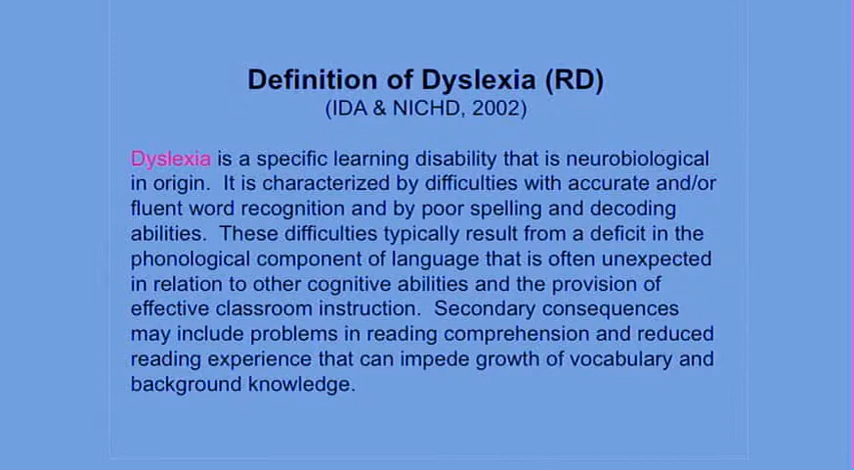 Definition of Dyslexia (RD)
(IDA & NICHD, 2002)
Dyslexia is a specific learning disability that is neurobiological
in origin.  It is characterized by difficulties with accurate and/or
fluent word recognition and by poor spelling and decoding
abilities.  These difficulties typically result from a deficit in the
phonological component of language that is often unexpected
in relation to other cognitive abilities and the provision of
effective classroom instruction.  Secondary consequences
may include problems in reading comprehension and reduced
reading experience that can impede growth of vocabulary and
background knowledge.